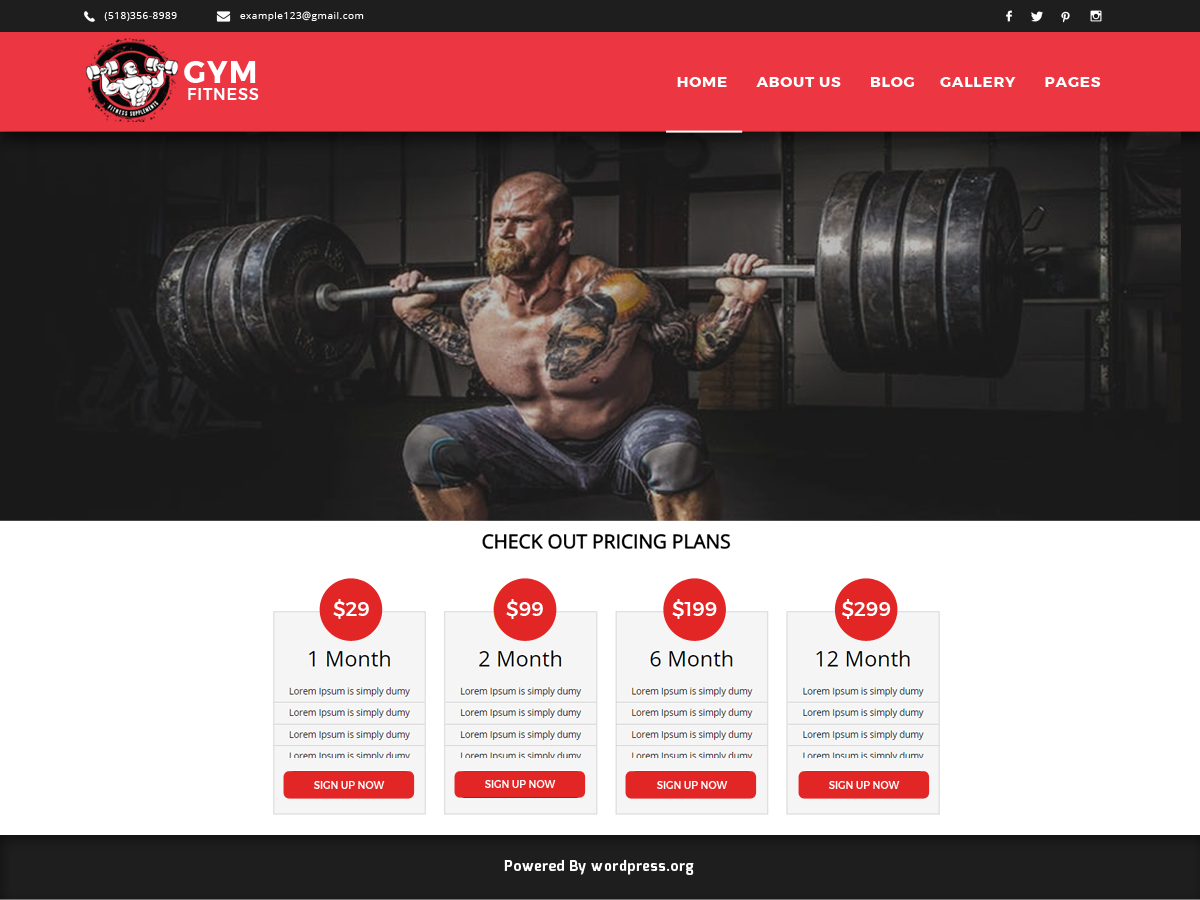 (518)356-8989 example123@gmail.com
GYM
FITNESS
FITNESS SUPPLEMENTS
HOME ABOUT US BLOG GALLERY PAGES
CHECK OUT PRICING PLANS
$29 $99 $199 $299
1 Month 2 Month 6 Month 12 Month
Lorem Ipsum is simply dumy Lorem Ipsum is simply dumy Lorem Ipsum is simply dumy Lorem Ipsum is simply dumy
Lorem Ipsum is simply dumy Lorem Ipsum is simply dumy Lorem Ipsum is simply dumy Lorem Ipsum is simply dumy
Lorem Ipsum is simply dumy Lorem Ipsum is simply dumy Lorem Ipsum is simply dumy Lorem Ipsum is simply dumy
Lorem Ipsum is simply dumy Lorem Ipsum is simply dumy Lorem Ipsum is simply dumy Lorem Ipsum is simply dumy
SIGN UP NOW SIGN UP NOW SIGN UP NOW SIGN UP NOW
Powered By wordpress.org